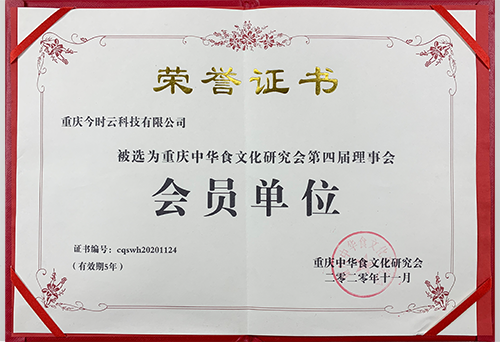 荣誉证书
重庆今时云科技有限公司
被选为重庆中华食文化研究会第四届理事会
会员单位
证书编号：cqswh20201124
（有效期5年）
重庆中华食文化研究会
二零二零年十一月